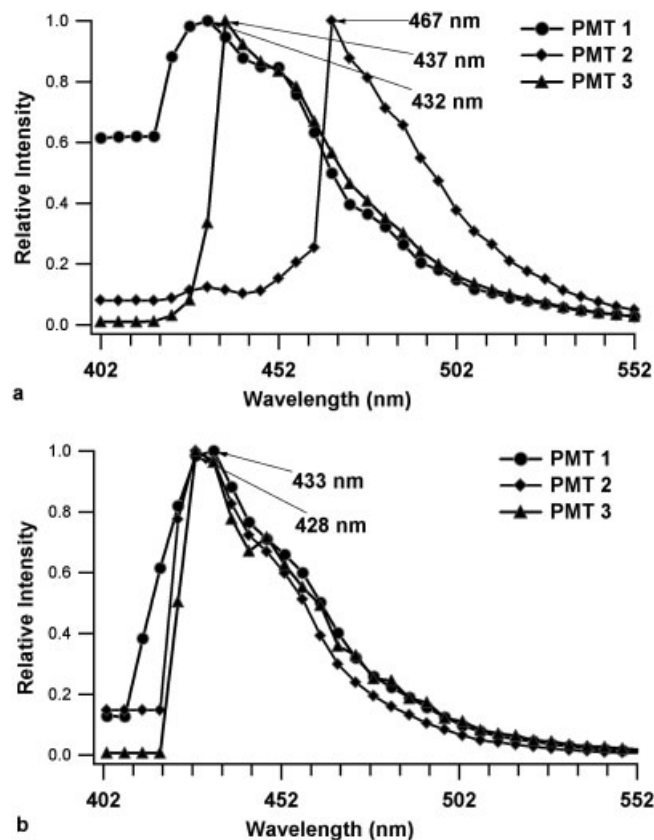 1.0
0.8
0.6
0.4
0.2
0.0
Relative Intensity
467 nm
437 nm
432 nm
PMT 1
PMT 2
PMT 3
402
452
502
552
Wavelength (nm)
a
1.0
0.8
0.6
0.4
0.2
0.0
Relative Intensity
433 nm
428 nm
PMT 1
PMT 2
PMT 3
402
452
502
552
Wavelength (nm)
b